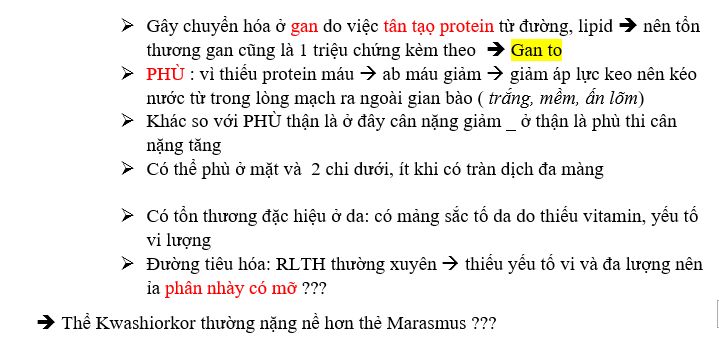 ➢ Gây chuyển hóa ở gan do việc tân tạo protein từ đường, lipid ➔ nên tổn
thương gan cũng là 1 triệu chứng kèm theo ➔ Gan to
➢ PHÙ : vì thiếu protein máu → ab máu giảm → giảm áp lực keo nên kéo
nước từ trong lòng mạch ra ngoài gian bào ( trắng, mềm, ấn lõm)
➢ Khác so với PHÙ thận là ở đây cân nặng giảm _ ở thận là phù thi cân
nặng tăng
➢ Có thể phù ở mặt và 2 chi dưới, ít khi có tràn dịch đa màng
➢ Có tổn thương đặc hiệu ở da: có mảng sắc tố da do thiếu vitamin, yếu tố
vi lượng
➢ Đường tiêu hóa: RLTH thường xuyên → thiếu yếu tố vi và đa lượng nên
ỉa phân nhày có mỡ ???
➔ Thể Kwashiorkor thường nặng nề hơn thẻ Marasmus ???